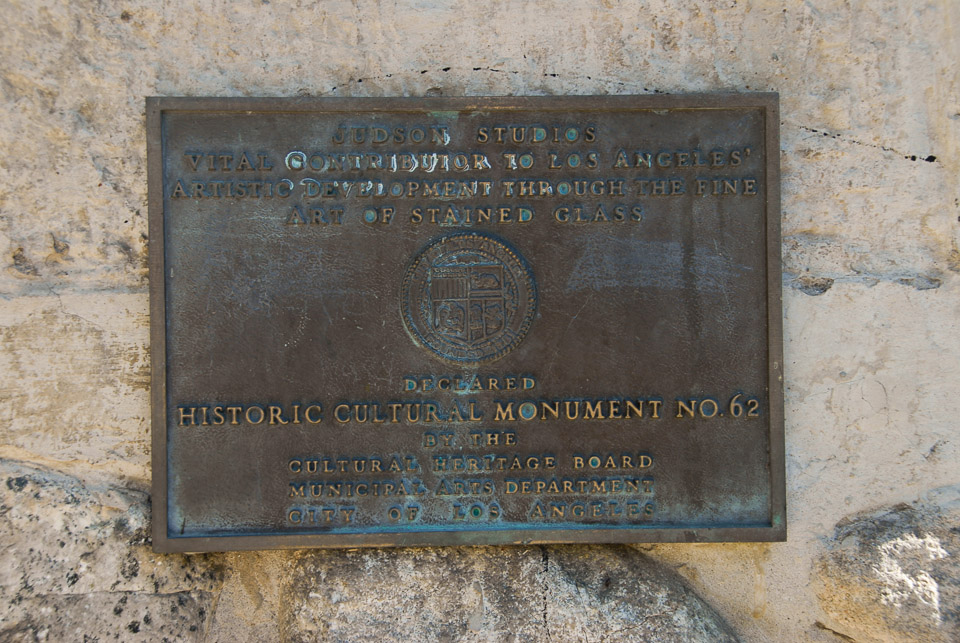 JUDSON STUDIOS
VITAL CONTRIBUTOR TO LOS ANGELES'
ARTISTIC DEVELOPMENT THROUGH THE FINE
ART OF STAINED GLASS
DECLARED
HISTORIC CULTURAL MONUMENT NO. 62
BY THE
CULTURAL HERITAGE BOARD
MUNICIPAL ARTS DEPARTMENT
CITY OF LOS ANGELES